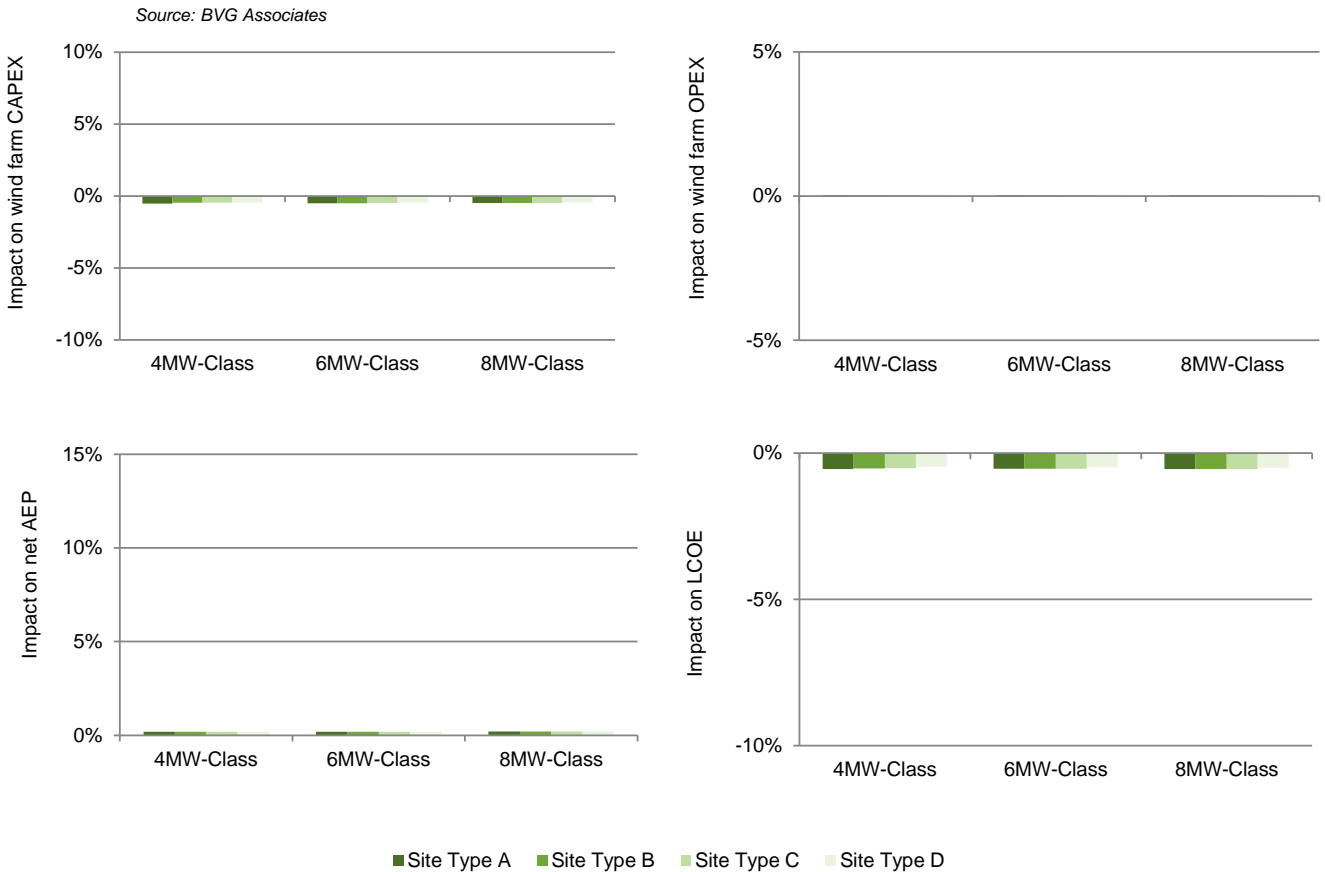 Source: BVG Associates
Impact on wind farm CAPEX
10%
5%
0%
-5%
-10%
4MW-Class
6MW-Class
8MW-Class
Impact on wind farm OPEX
5%
0%
-5%
4MW-Class
6MW-Class
8MW-Class
Impact on net AEP
15%
10%
5%
0%
4MW-Class
6MW-Class
8MW-Class
Impact on LCOE
0%
-5%
-10%
4MW-Class
6MW-Class
8MW-Class
Site Type A
Site Type B
Site Type C
Site Type D